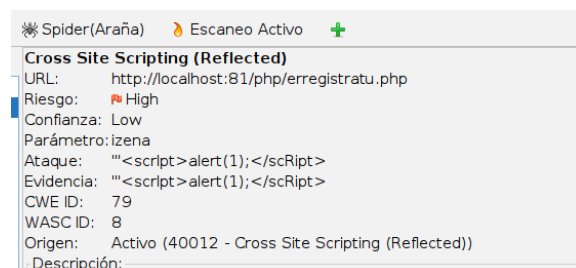 Spider(Araña) Escaneo Activo
Cross Site Scripting (Reflected)
URL: http://localhost:81/php/erregistratu.php
Riesgo: High
Confianza: Low
Parámetro: izena
Ataque: '"<scrIpt>alert(1);</scRipt>
Evidencia: '"<scrIpt>alert(1);</scRipt>
CWE ID: 79
WASC ID: 8
Origen: Activo (40012 - Cross Site Scripting (Reflected))
Descripción: